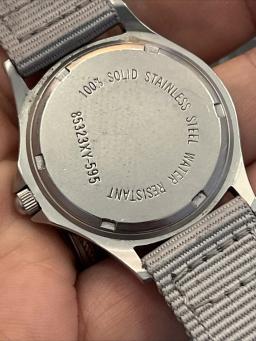 100% SOLID STAINLESS STEEL WATER RESISTANT
85323XY-595